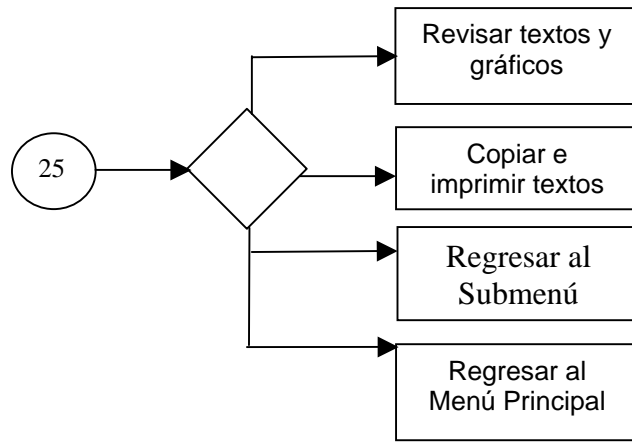 Revisar textos y
gráficos
25
Copiar e
imprimir textos
Regresar al
Submenú
Regresar al
Menú Principal